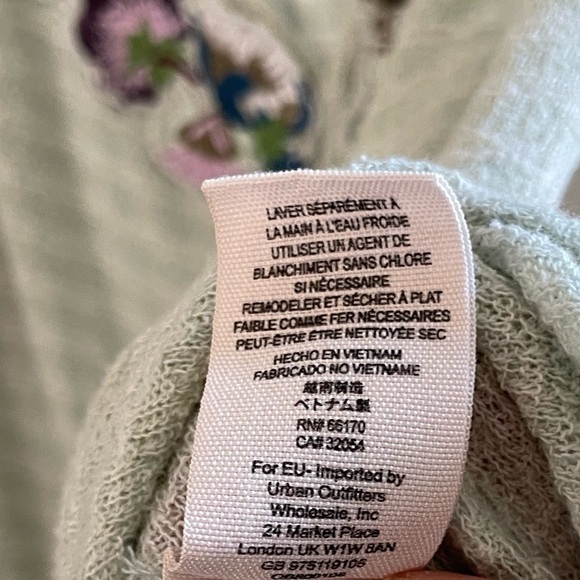 LAVER SÉPARÉMENT À
LA MAIN À L'EAU FROIDE
UTILISER UN AGENT DE
BLANCHIMENT SANS CHLORE
SI NÉCESSAIRE
REMODELER ET SÉCHER À PLAT
FAIBLE COMME FER NÉCESSAIRES
PEUT-ÊTRE ÊTRE NETTOYÉE SEC
HECHO EN VIETNAM
FABRICADO NO VIETNAME
越南制造
ベトナム製
RN# 66170
CA# 32054
For EU- Imported by
Urban Outfitters
Wholesale, Inc
24 Market Place
London UK W1W 8AN
GB 975119106